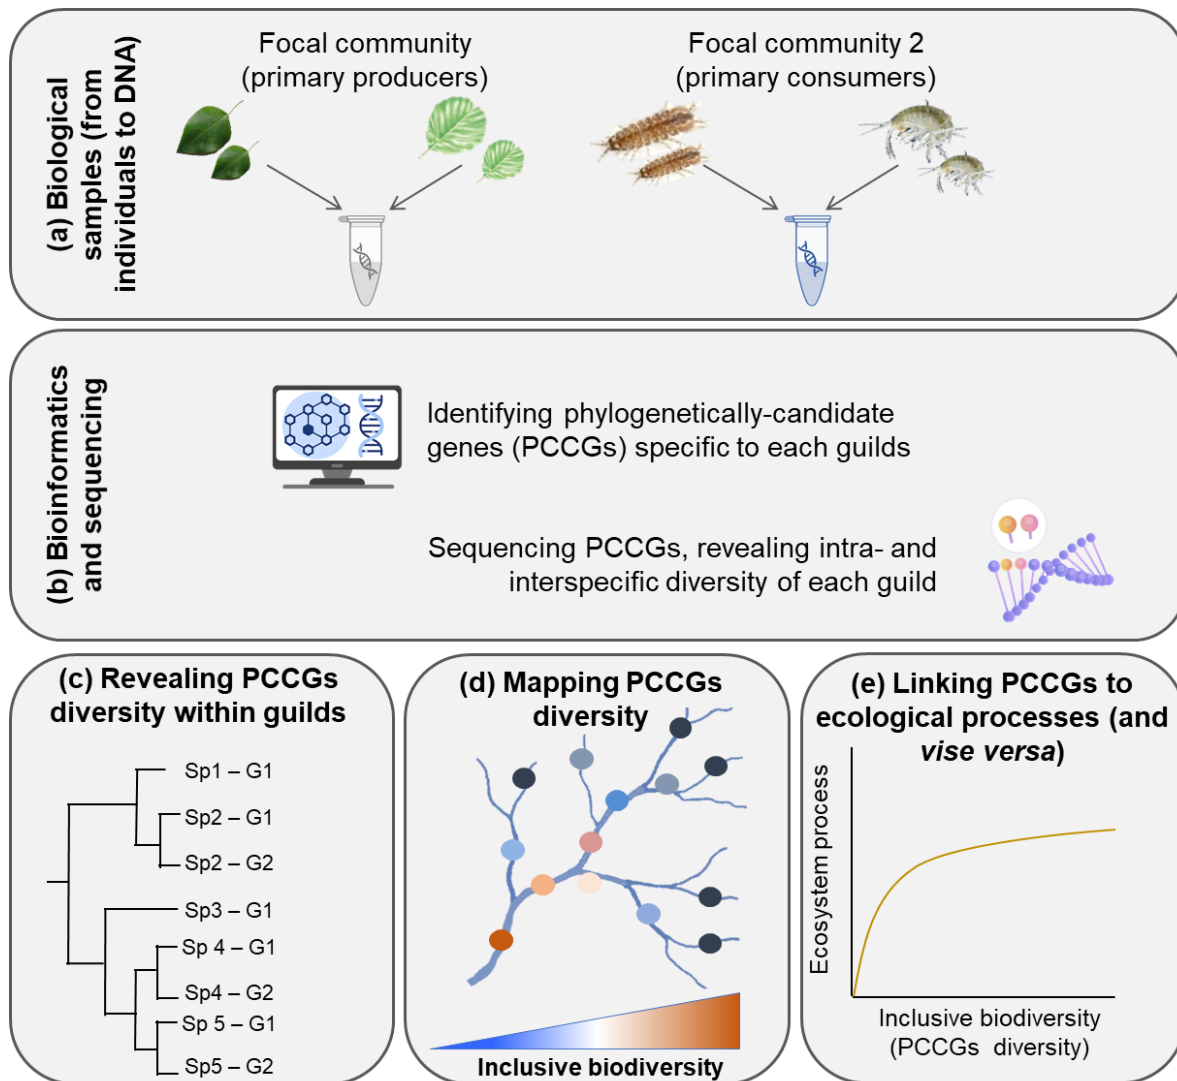 (a) Biological
samples (from
individuals to DNA)
Focal community
(primary producers)
Focal community 2
(primary consumers)
(b) Bioinformatics
and sequencing
Identifying phylogenetically-candidate
genes (PCCGs) specific to each guilds
Sequencing PCCGs, revealing intra- and
interspecific diversity of each guild
(c) Revealing PCCGs
diversity within guilds
Sp1 – G1
Sp2 – G1
Sp2 – G2
Sp3 – G1
Sp 4 – G1
Sp4 – G2
Sp 5 – G1
Sp5 – G2
(d) Mapping PCCGs
diversity
Inclusive biodiversity
(e) Linking PCCGs to
ecological processes (and
vise versa)
Ecosystem process
Inclusive biodiversity
(PCCGs diversity)